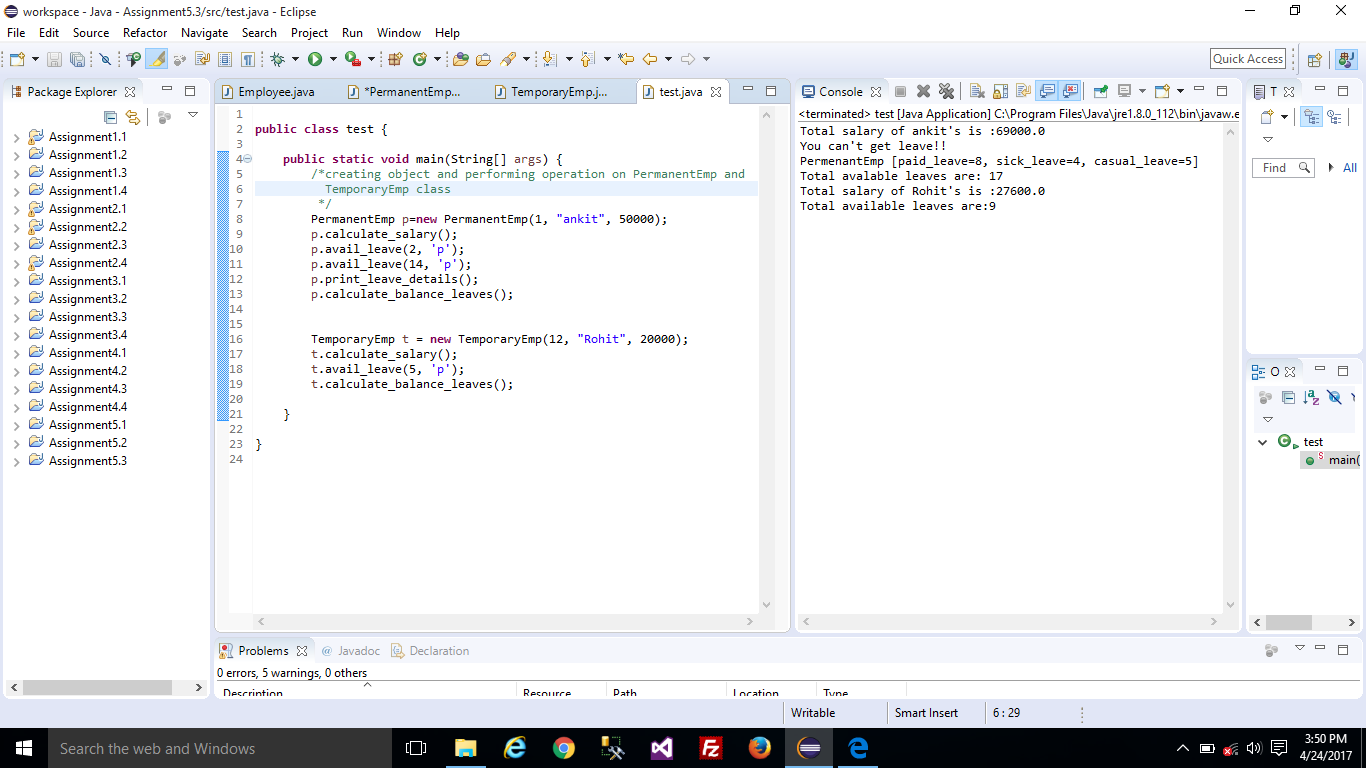 workspace - Java - Assignment5.3/src/test.java - Eclipse
File Edit Source Refactor Navigate Search Project Run Window Help
Quick Access
Package Explorer
Assignment1.1
Assignment1.2
Assignment1.3
Assignment1.4
Assignment2.1
Assignment2.2
Assignment2.3
Assignment2.4
Assignment3.1
Assignment3.2
Assignment3.3
Assignment3.4
Assignment4.1
Assignment4.2
Assignment4.3
Assignment4.4
Assignment5.1
Assignment5.2
Assignment5.3
Employee.java *PermanentEmp... TemporaryEmp.j... test.java
1
2 public class test {
3
4 public static void main(String[] args) {
5 /*creating object and performing operation on PermanentEmp and
6 TemporaryEmp class
7 */
8 PermanentEmp p=new PermanentEmp(1, "ankit", 50000);
9 p.calculate_salary();
10 p.avail_leave(2, 'p');
11 p.avail_leave(14, 'p');
12 p.print_leave_details();
13 p.calculate_balance_leaves();
14
15
16 TemporaryEmp t = new TemporaryEmp(12, "Rohit", 20000);
17 t.calculate_salary();
18 t.avail_leave(5, 'p');
19 t.calculate_balance_leaves();
20
21 }
22
23 }
24
Console
<terminated> test [Java Application] C:\Program Files\Java\jre1.8.0_112\bin\javaw.e
Total salary of ankit's is :69000.0
You can't get leave!!
PermenantEmp [paid_leave=8, sick_leave=4, casual_leave=5]
Total avalable leaves are: 17
Total salary of Rohit's is :27600.0
Total available leaves are:9
T
Find All
O
test
main(
Problems @ Javadoc Declaration
0 errors, 5 warnings, 0 others
Description Resource Path Location Type
Writable Smart Insert 6 : 29
Search the web and Windows
3:50 PM
4/24/2017